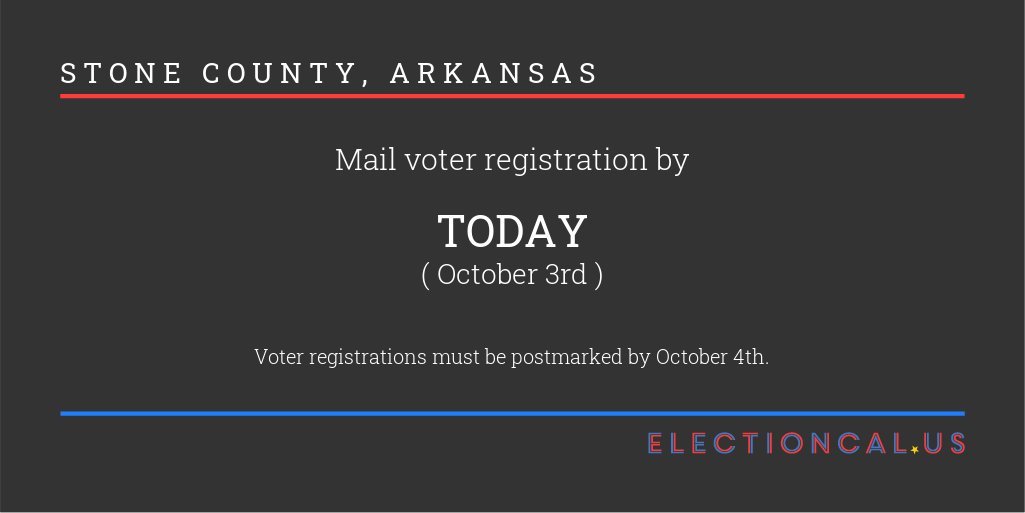 STONE COUNTY, ARKANSAS
Mail voter registration by
TODAY
( October 3rd )
Voter registrations must be postmarked by October 4th.
ELECTIONCAL.US